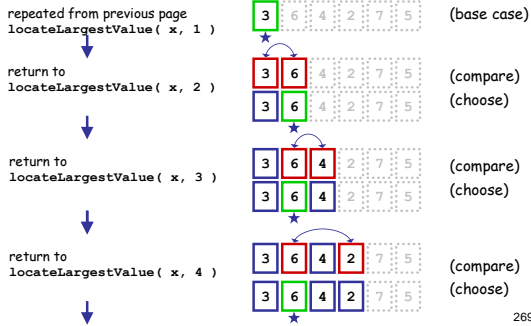 repeated from previous page
locateLargestValue( x, 1 )
3 6 4 2 7 5
(base case)
return to
locateLargestValue( x, 2 )
3 6 4 2 7 5
(compare)
3 6 4 2 7 5
(choose)
return to
locateLargestValue( x, 3 )
3 6 4 2 7 5
(compare)
3 6 4 2 7 5
(choose)
return to
locateLargestValue( x, 4 )
3 6 4 2 7 5
(compare)
3 6 4 2 7 5
(choose)
269